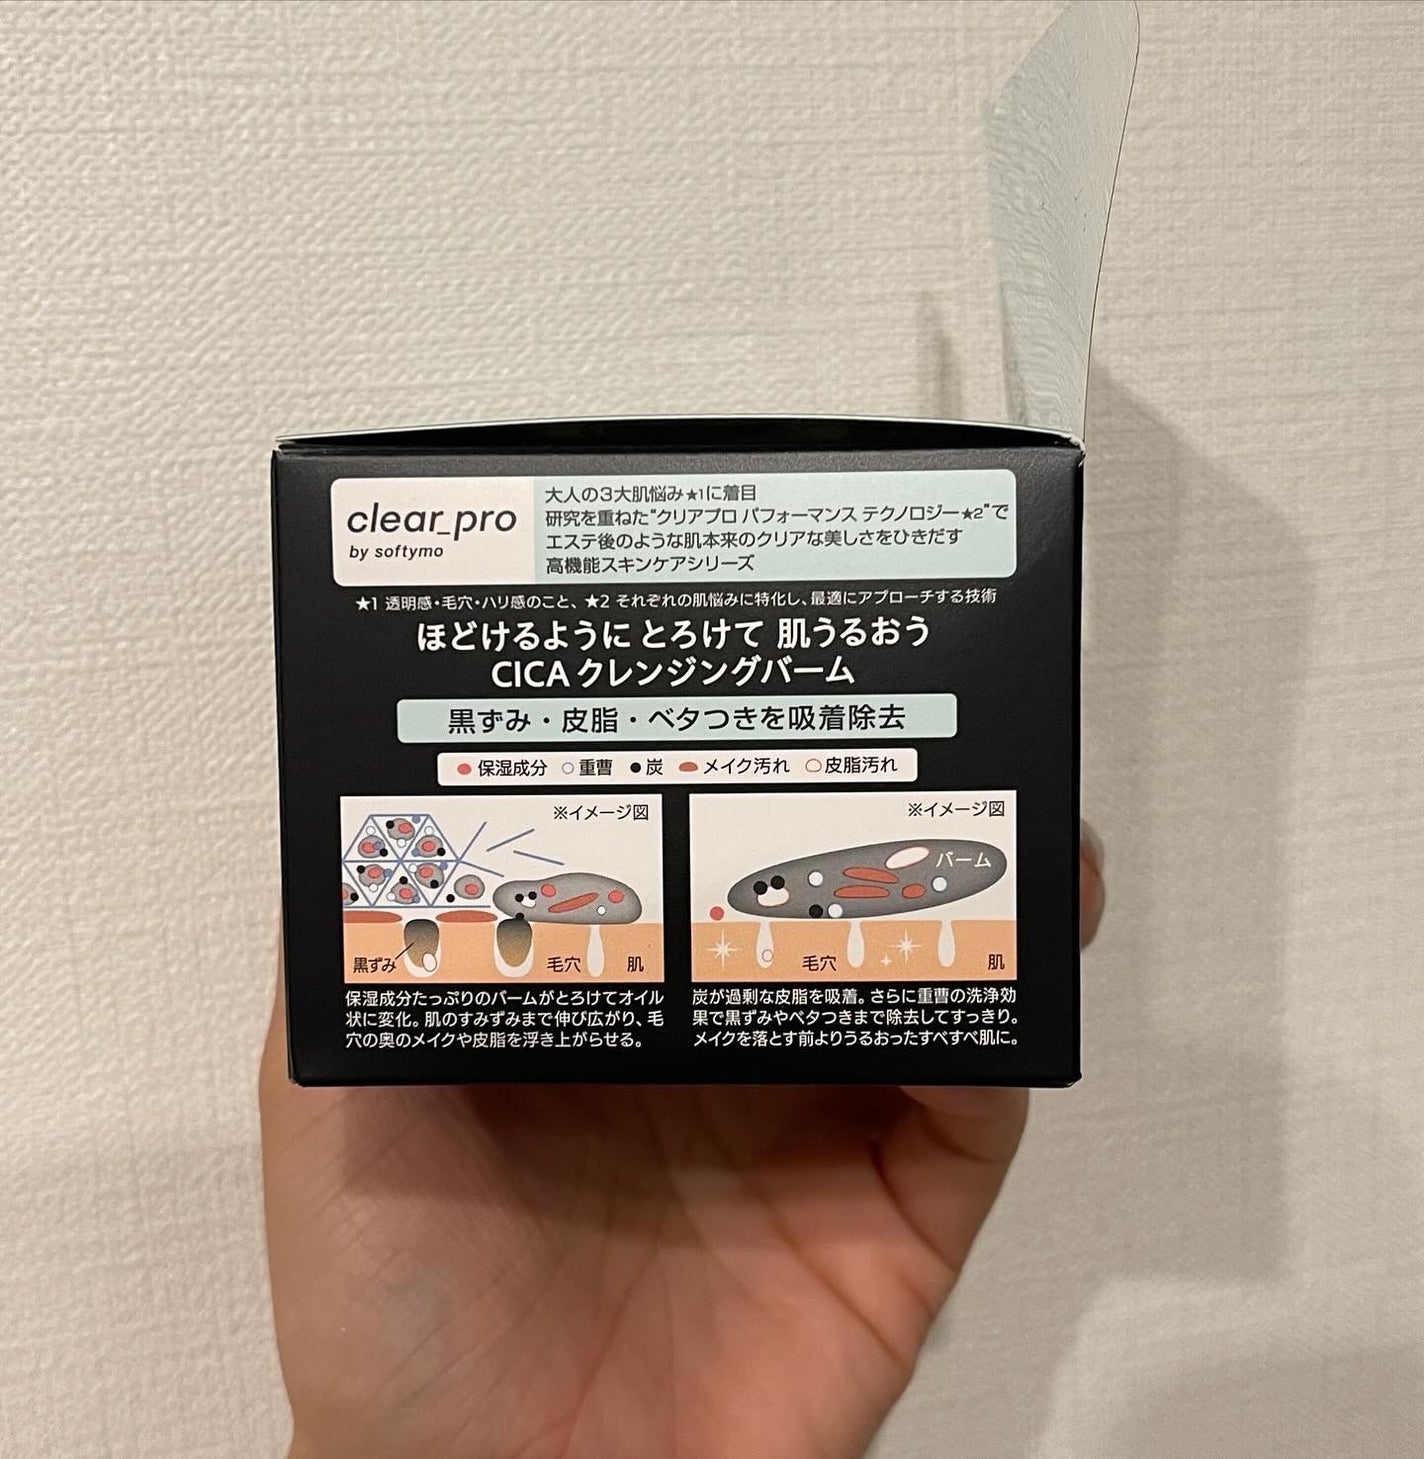 clear_pro
by softymo
大人の3大肌悩み★1に着目
研究を重ねた"クリアプロ パフォーマンス テクノロジー★2"で
エステ後のような肌本来のクリアな美しさをひきだす
高機能スキンケアシリーズ
★1 透明感・毛穴・ハリ感のこと、★2 それぞれの肌悩みに特化し、最適にアプローチする技術
ほどけるように とろけて 肌うるおう
CICAクレンジングバーム
黒ずみ・皮脂・ベタつきを吸着除去
保湿成分 重曹 炭 メイク汚れ 皮脂汚れ
※イメージ図
黒ずみ 毛穴 肌
保湿成分たっぷりのバームがとろけてオイル
状に変化。肌のすみずみまで伸び広がり、毛
穴の奥のメイクや皮脂を浮き上がらせる。
※イメージ図
バーム
毛穴 肌
炭が過剰な皮脂を吸着。さらに重曹の洗浄効
果で黒ずみやベタつきまで除去してすっきり。
メイクを落とす前よりうるおったすべすべ肌に。